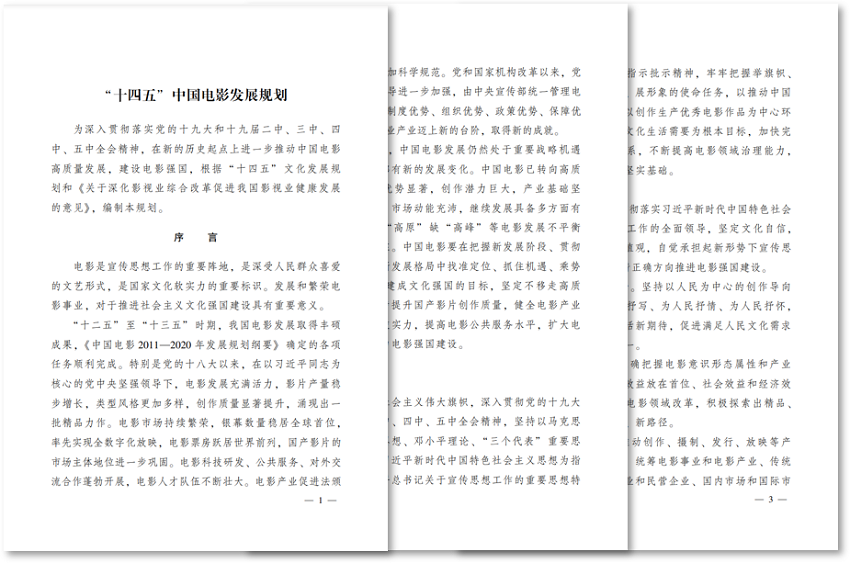 “十四五”中国电影发展规划
为深入贯彻落实党的十九大和十九届二中、三中、四
中、五中全会精神，在新的历史起点上进一步推动中国电影
高质量发展，建设电影强国，根据“十四五”文化发展规
划和《关于深化影视业综合改革促进我国影视业健康发展
的意见》，编制本规划。
序 言
电影是宣传思想工作的重要阵地，是深受人民群众喜爱
的文艺形式，是国家文化软实力的重要标识。发展和繁荣电
影事业，对于推进社会主义文化强国建设具有重要意义。
“十二五”至“十三五”时期，我国电影发展取得丰硕
成果，《中国电影2011—2020年发展规划纲要》确定的各项
任务顺利完成。特别是党的十八大以来，在以习近平同志为
核心的党中央坚强领导下，电影发展充满活力，影片产量稳
步增长，类型风格更加多样，创作质量显著提升，涌现出一
批精品力作。电影市场持续繁荣，银幕数量稳居全球首位，
率先实现全数字化放映，电影票房跃居世界前列，国产影片的
市场主体地位进一步巩固。电影科技研发、公共服务、对外交
流合作蓬勃开展，电影人才队伍不断壮大。电影产业促进法颁
— 1 —
加科学规范。党和国家机构改革以来，党
导进一步加强，由中央宣传部统一管理电
制度优势、组织优势、政策优势、保障优
业产业迈上新的台阶，取得新的成就。
，中国电影发展仍然处于重要战略机遇
有新的发展变化。中国电影已转向高质
优势显著，创作潜力巨大，产业基础坚
市场动能充沛，继续发展具备多方面有
“高原”缺“高峰”等电影发展不平衡
。中国电影要在把握新发展阶段、贯彻
发展格局中找准定位、抓住机遇、乘势
建成文化强国的目标，坚定不移走高质
提升国产影片创作质量，健全电影产业
实力，提高电影公共服务水平，扩大电
电影强国建设。
社会主义伟大旗帜，深入贯彻党的十九大
、四中、五中全会精神，坚持以马克思
想、邓小平理论、“三个代表”重要思
近平新时代中国特色社会主义思想为指
总书记关于宣传思想工作的重要思想特
指示批示精神，牢牢把握举旗帜、
展形象的使命任务，以推动中国
以创作生产优秀电影作品为中心环
文化生活需要为根本目标，加快完
系，不断提高电影领域治理能力，
坚实基础。
彻落实习近平新时代中国特色社会
工作的全面领导，坚定文化自信，
值观，自觉承担起新形势下宣传思
正确方向推进电影强国建设。
。坚持以人民为中心的创作导向
抒写、为人民抒情、为人民抒怀，
活新期待，促进满足人民文化需求
一。
确把握电影意识形态属性和产业
效益放在首位、社会效益和经济效
电影领域改革，积极探索出精品、
新路径。
动创作、摄制、发行、放映等产
统筹电影事业和电影产业、传统
业和民营企业、国内市场和国际市
— 3 —